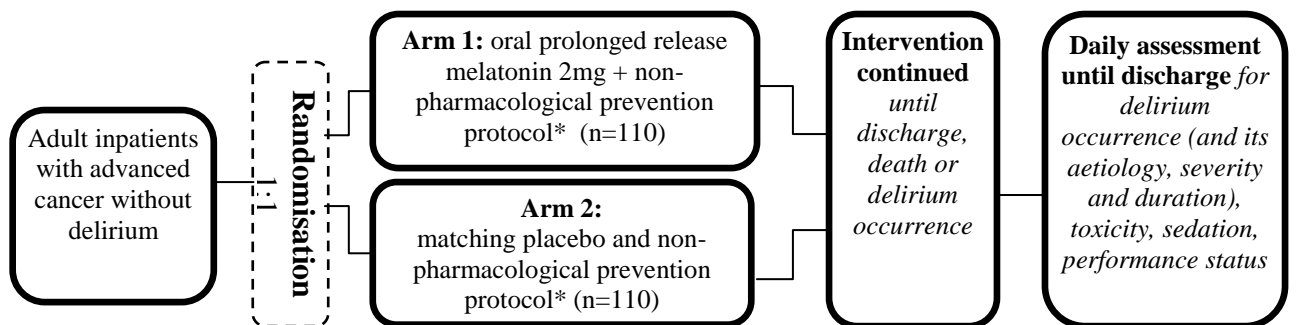 Adult inpatients
with advanced
cancer without
delirium
Randomisation
1:1
Arm 1: oral prolonged release
melatonin 2mg + non-
pharmacological prevention
protocol* (n=110)
Arm 2:
matching placebo and non-
pharmacological prevention
protocol* (n=110)
Intervention
continued
until
discharge,
death or
delirium
occurrence
Daily assessment
until discharge for
delirium
occurrence (and its
aetiology, severity
and duration),
toxicity, sedation,
performance status